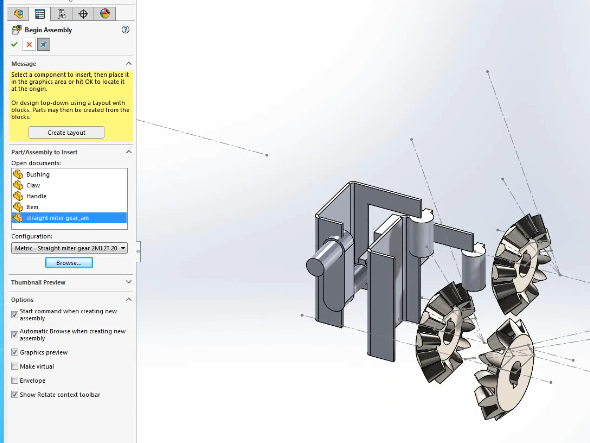 Begin Assembly
Message
Select a component to insert, then place it
in the graphics area or hit OK to locate it
at the origin.
Or design top-down using a Layout with
blocks. Parts may then be created from the
blocks.
Create Layout
Part/Assembly to Insert
Open documents:
Bushing
Claw
Handle
Item
straight miter gear_am
Configuration:
Metric - Straight miter gear 2M12T 20
Browse...
Thumbnail Preview
Options
Start command when creating new
assembly
Automatic Browse when creating new
assembly
Graphics preview
Make virtual
Envelope
Show Rotate context toolbar